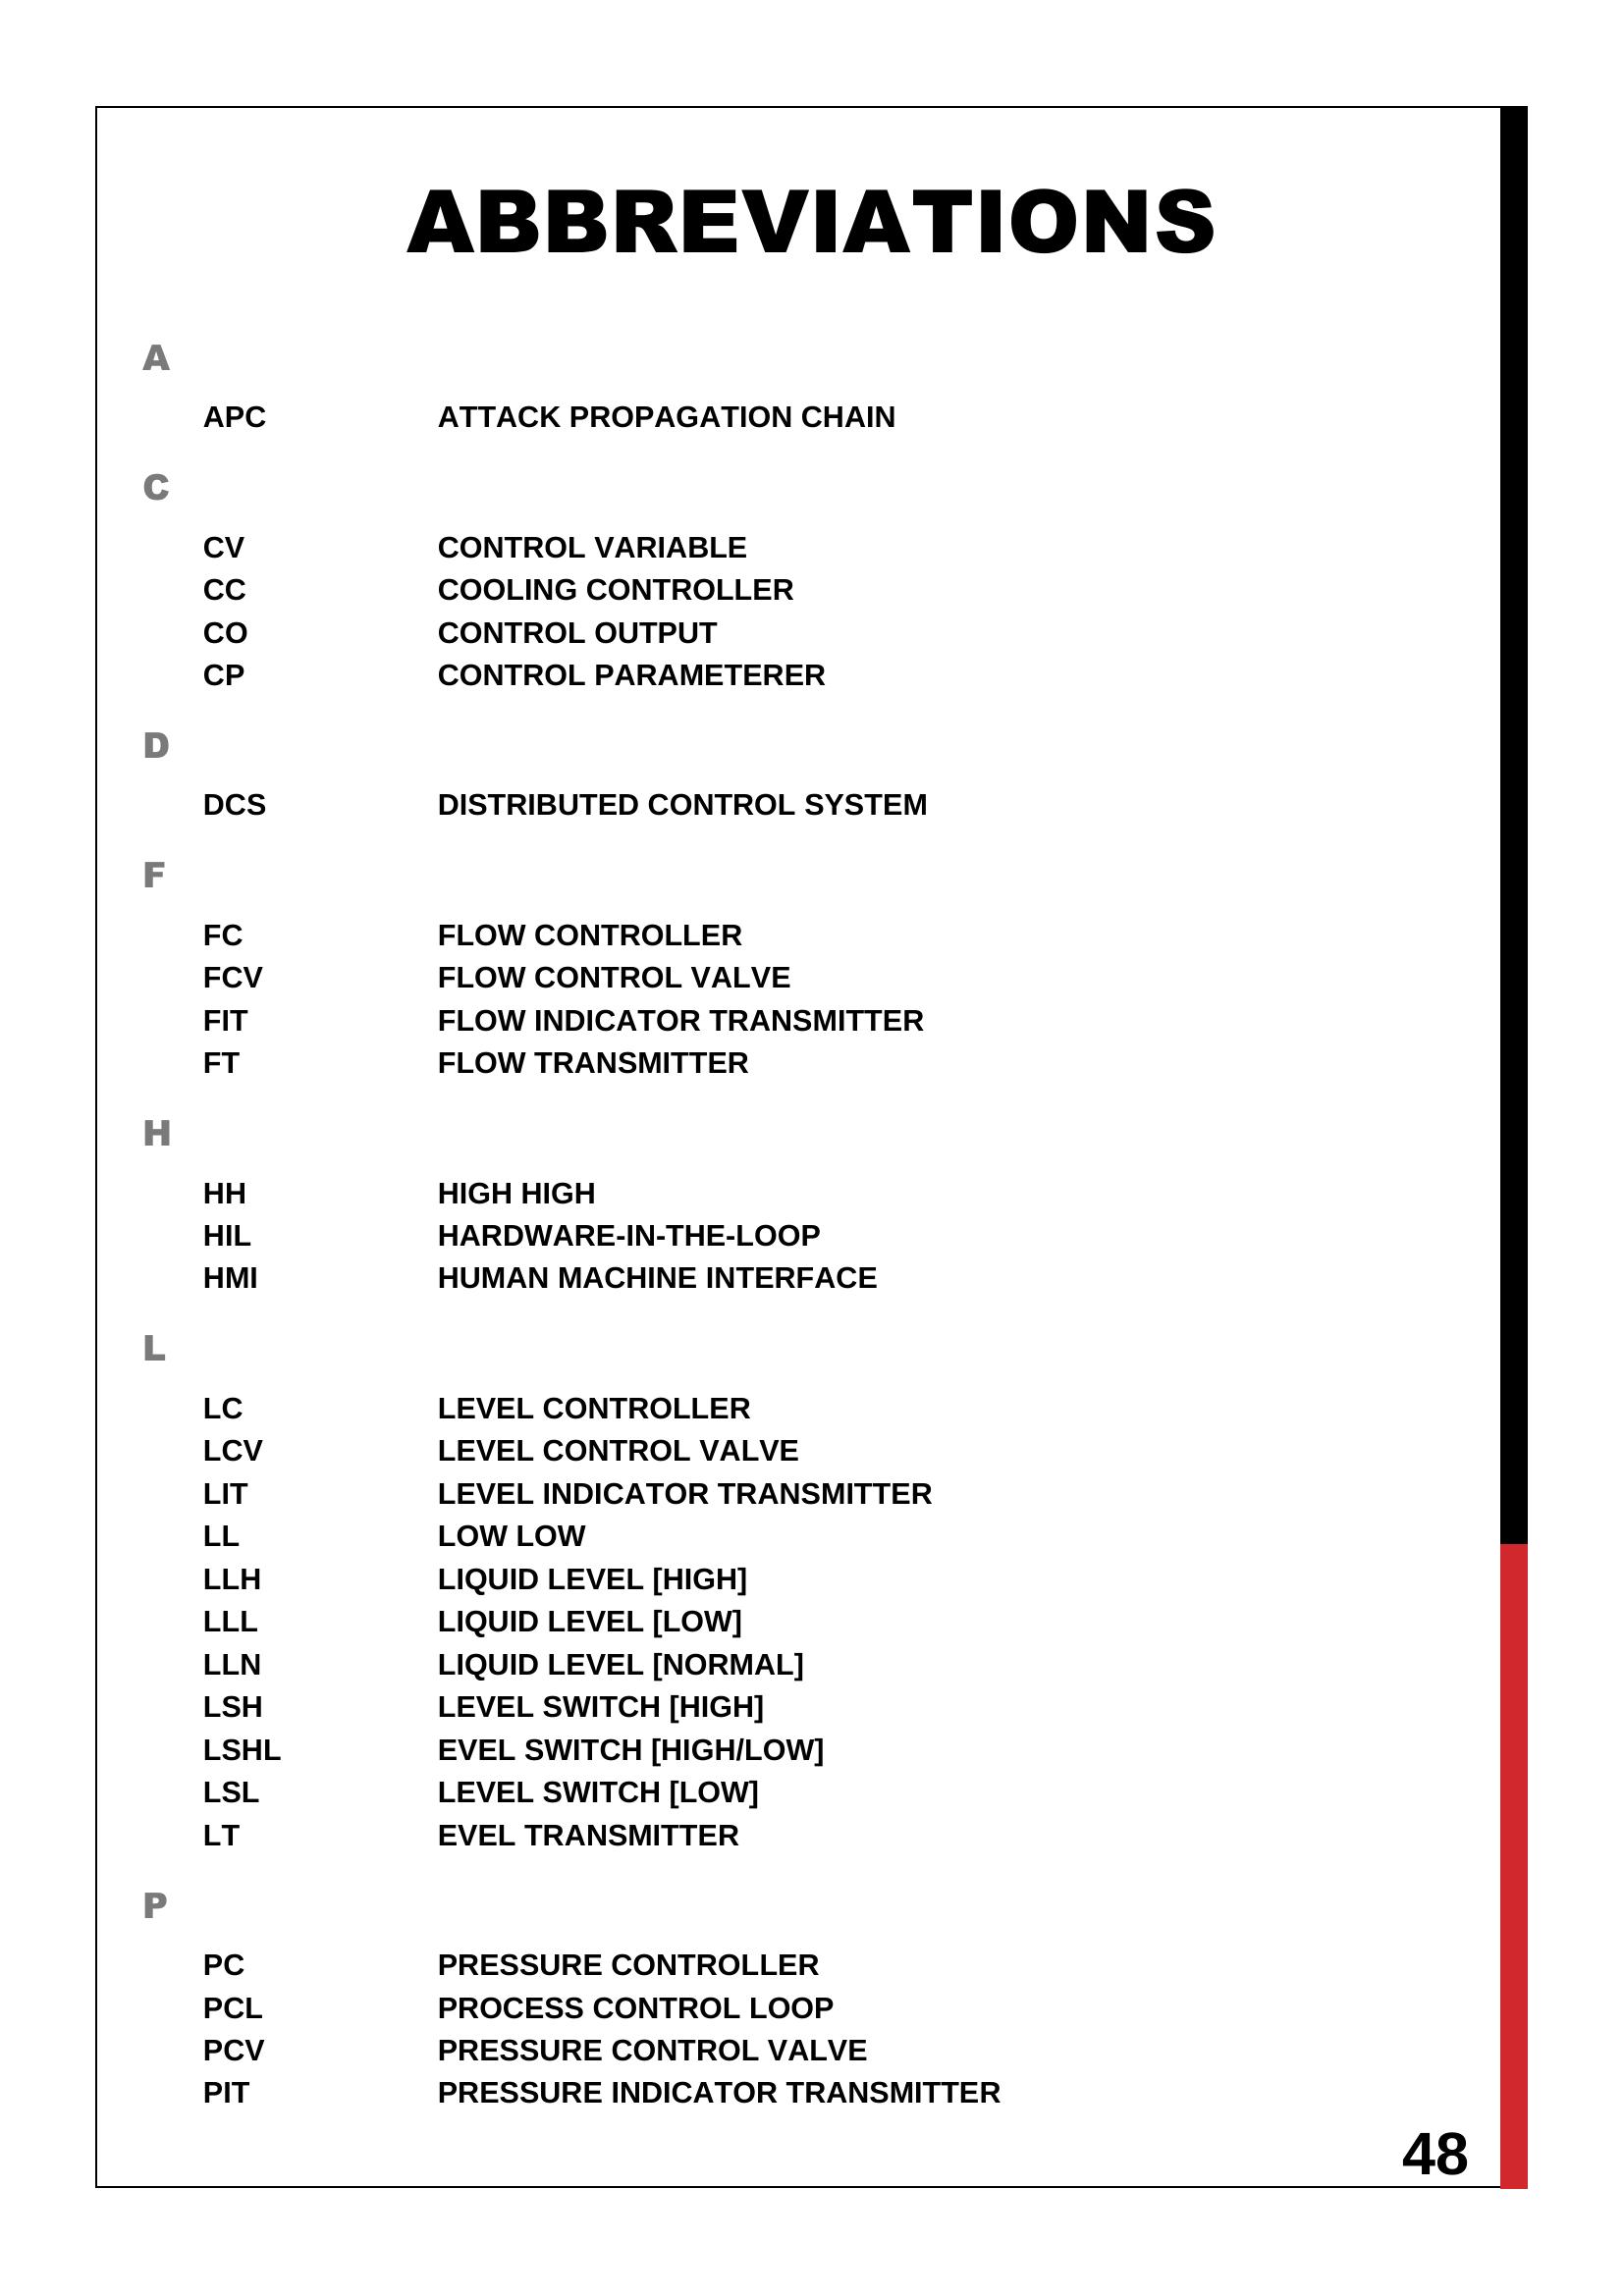 ABBREVIATIONS
A
APC ATTACK PROPAGATION CHAIN
C
CV CONTROL VARIABLE
CC COOLING CONTROLLER
CO CONTROL OUTPUT
CP CONTROL PARAMETERER
D
DCS DISTRIBUTED CONTROL SYSTEM
F
FC FLOW CONTROLLER
FCV FLOW CONTROL VALVE
FIT FLOW INDICATOR TRANSMITTER
FT FLOW TRANSMITTER
H
HH HIGH HIGH
HIL HARDWARE-IN-THE-LOOP
HMI HUMAN MACHINE INTERFACE
L
LC LEVEL CONTROLLER
LCV LEVEL CONTROL VALVE
LIT LEVEL INDICATOR TRANSMITTER
LL LOW LOW
LLH LIQUID LEVEL [HIGH]
LLL LIQUID LEVEL [LOW]
LLN LIQUID LEVEL [NORMAL]
LSH LEVEL SWITCH [HIGH]
LSHL EVEL SWITCH [HIGH/LOW]
LSL LEVEL SWITCH [LOW]
LT EVEL TRANSMITTER
P
PC PRESSURE CONTROLLER
PCL PROCESS CONTROL LOOP
PCV PRESSURE CONTROL VALVE
PIT PRESSURE INDICATOR TRANSMITTER
48